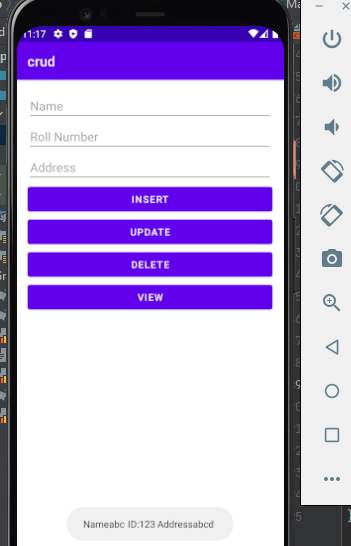 11:17
crud
Name
Roll Number
Address
INSERT
UPDATE
DELETE
VIEW
Nameabc ID:123 Addressabcd